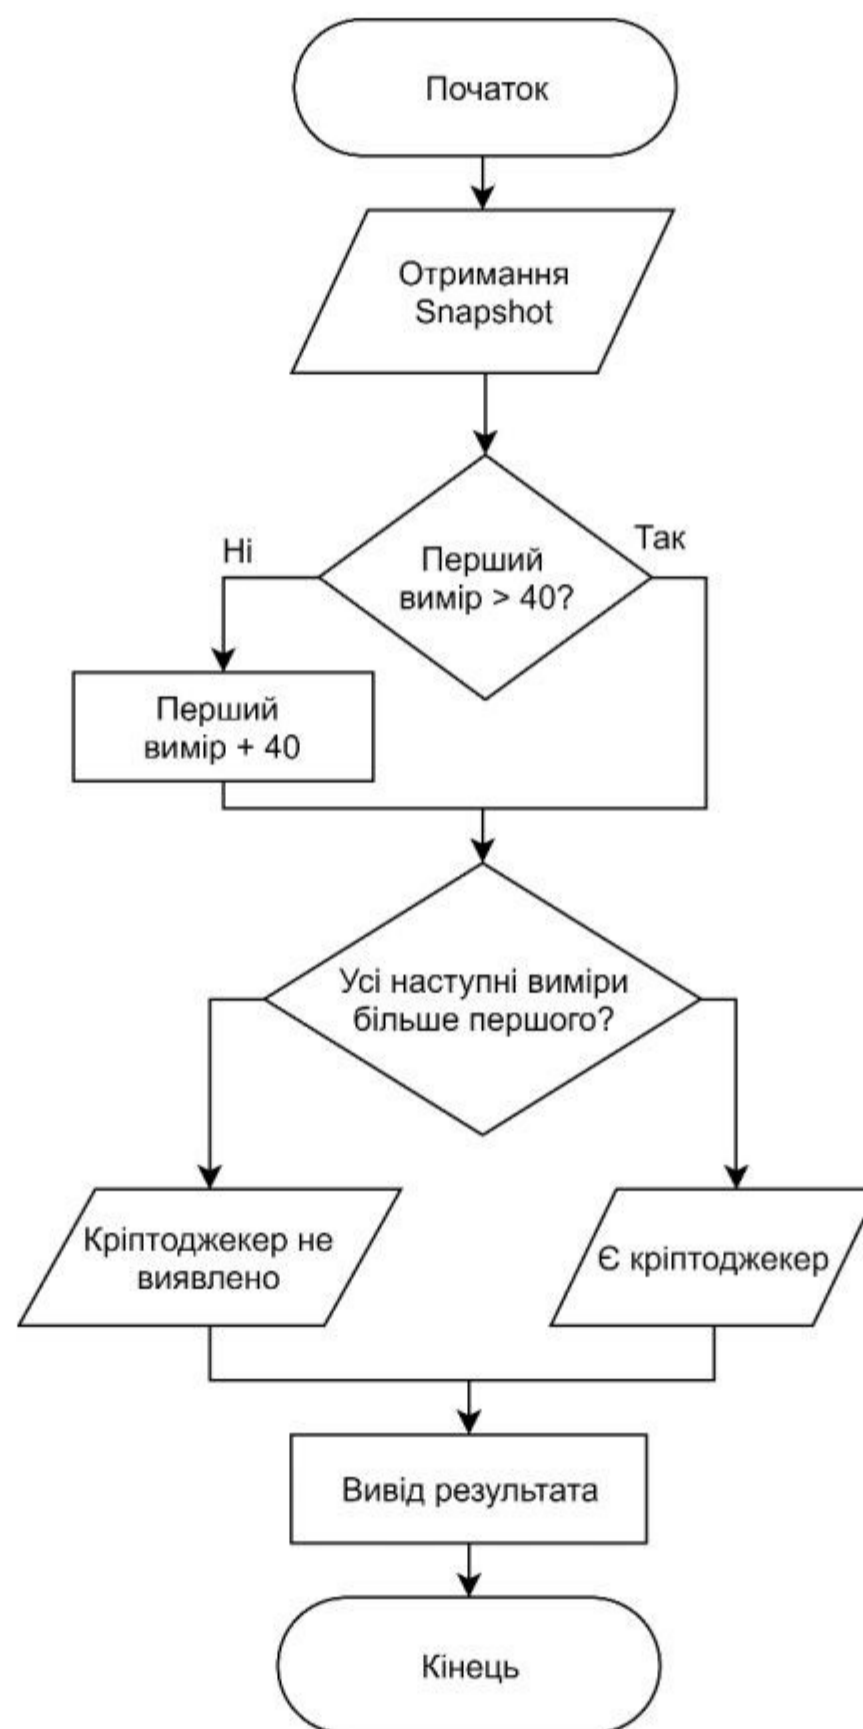 Початок
Отримання
Snapshot
Ні
Так
Перший
вимір > 40?
Перший
вимір + 40
Усі наступні виміри
більше першого?
Кріптоджекер не
виявлено
Є кріптоджекер
Вивід результата
Кінець